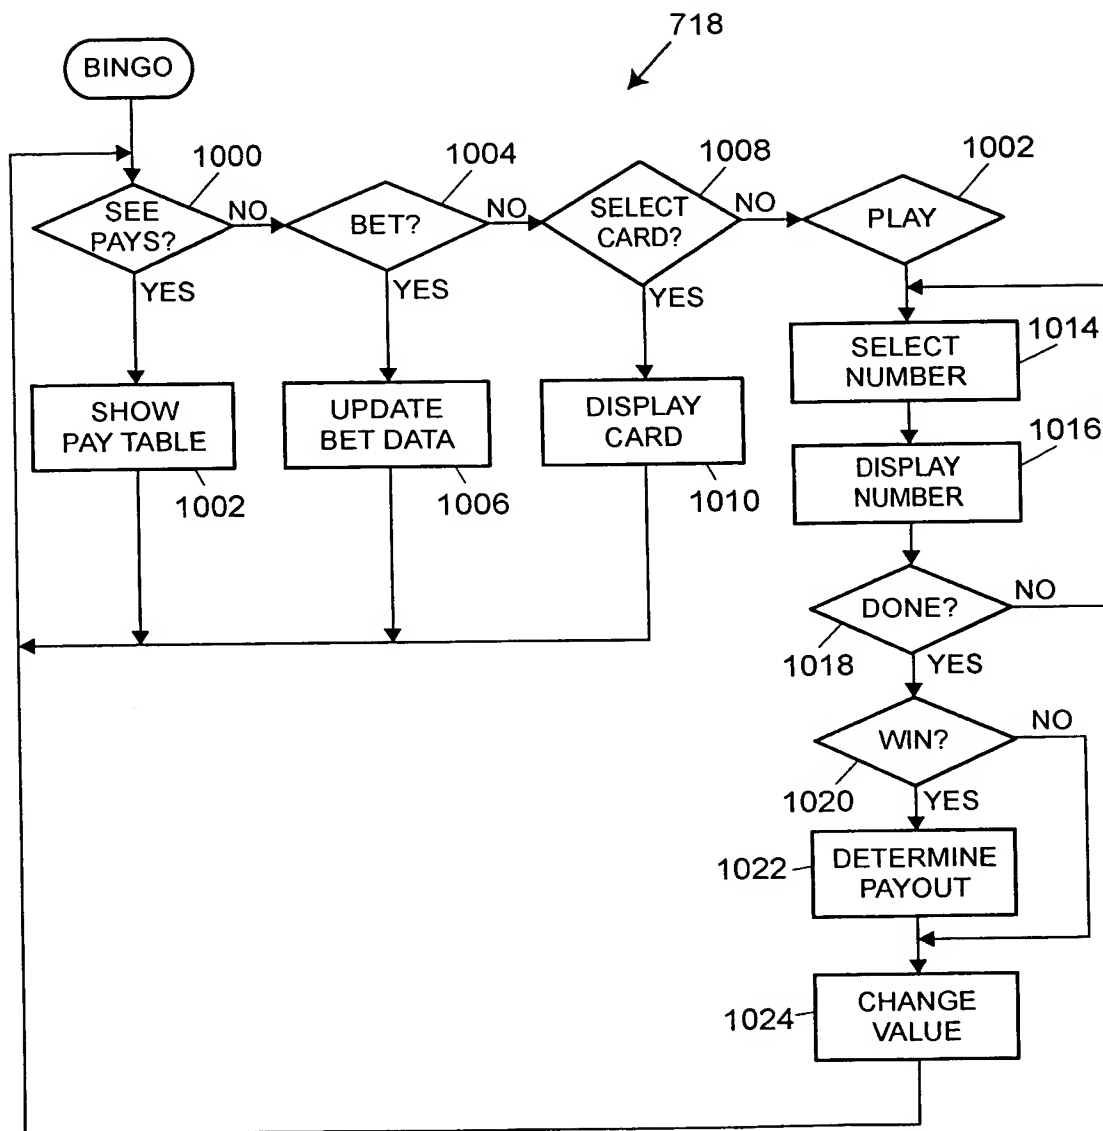 718
BINGO
1000
1004
1008
1002
SEE
PAYS?
NO
BET?
NO
SELECT
CARD?
NO
PLAY
YES
YES
YES
SHOW
PAY TABLE
1002
UPDATE
BET DATA
1006
DISPLAY
CARD
1010
SELECT
NUMBER
1014
DISPLAY
NUMBER
1016
DONE?
NO
1018
YES
WIN?
NO
1020
YES
DETERMINE
PAYOUT
1022
CHANGE
VALUE
1024